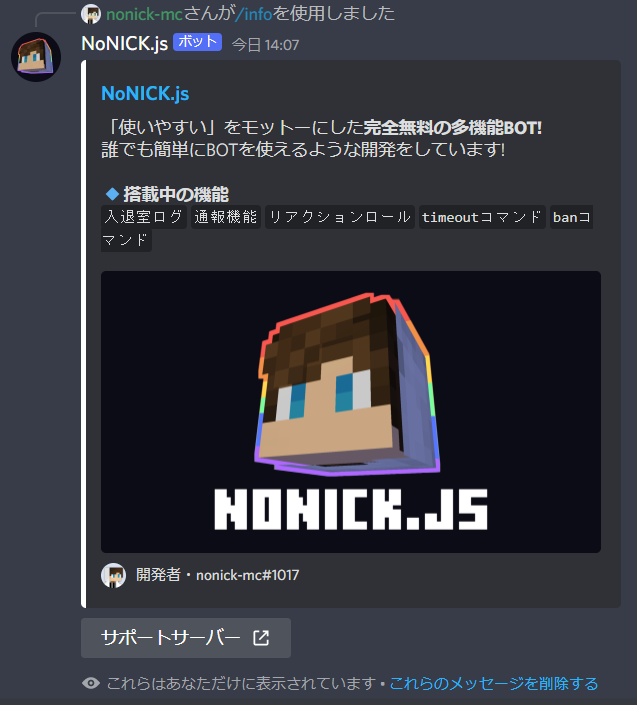 nonick-mcさんが/infoを使用しました
NoNICK.js ボット 今日 14:07
NoNICK.js
「使いやすい」をモットーにした完全無料の多機能BOT!
誰でも簡単にBOTを使えるような開発をしています!
🔹搭載中の機能
入退室ログ 通報機能 リアクションロール timeoutコマンド banコ
マンド
NONICK.JS
開発者・nonick-mc#1017
サポートサーバー
これらはあなただけに表示されています • これらのメッセージを削除する